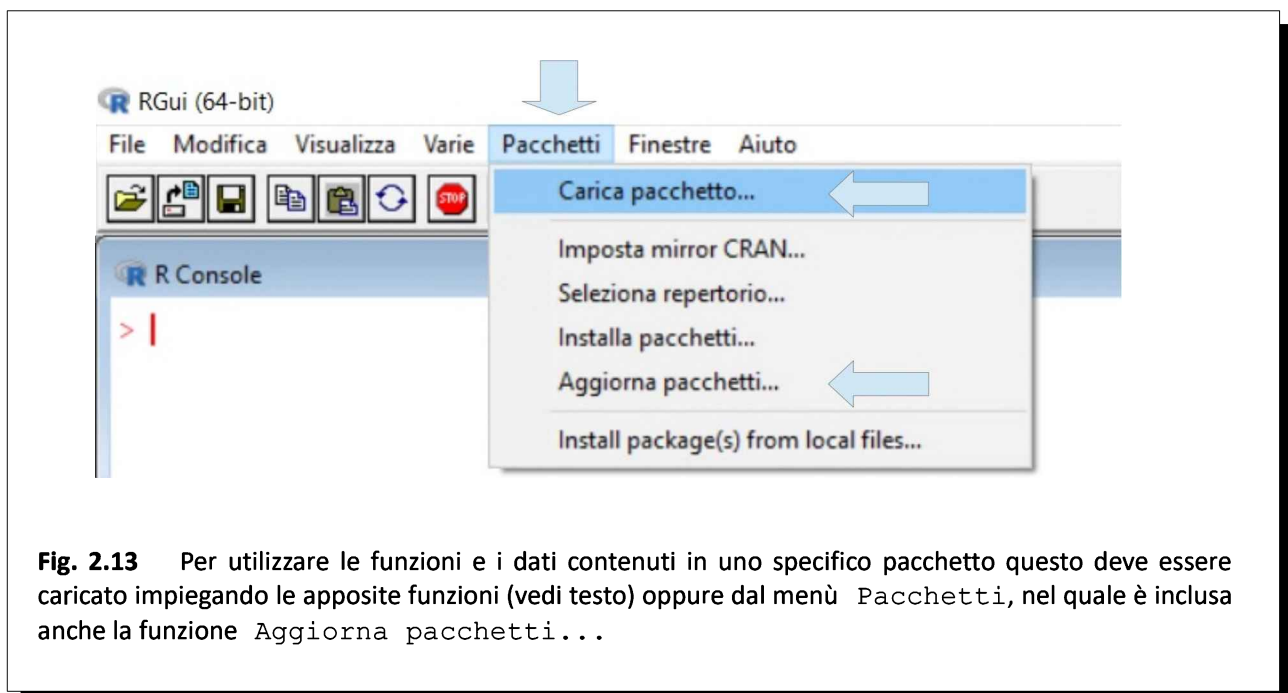 RGui (64-bit)
File Modifica Visualizza Varie Pacchetti Finestre Aiuto
STOP
Carica pacchetto...
Imposta mirror CRAN...
Seleziona repertorio...
Installa pacchetti...
Aggiorna pacchetti...
Install package(s) from local files...
R Console
>
Fig. 2.13 Per utilizzare le funzioni e i dati contenuti in uno specifico pacchetto questo deve essere
caricato impiegando le apposite funzioni (vedi testo) oppure dal menù Pacchetti, nel quale è inclusa
anche la funzione Aggiorna pacchetti...